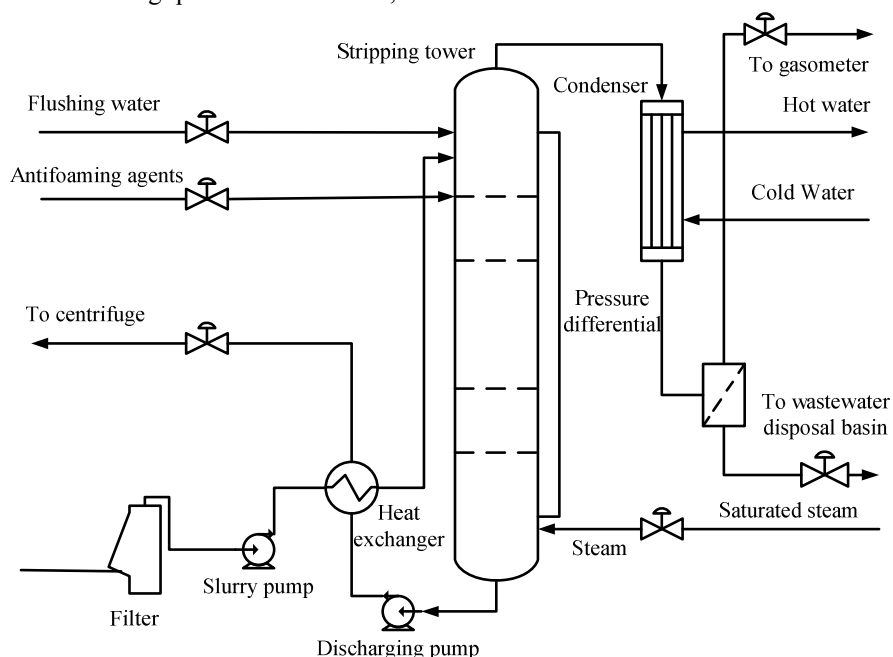 Stripping tower
To gasometer
Condenser
Flushing water
Hot water
Antifoaming agents
Cold Water
Pressure
differential
To centrifuge
To wastewater
disposal basin
Heat
exchanger
Saturated steam
Steam
Slurry pump
Filter
Discharging pump